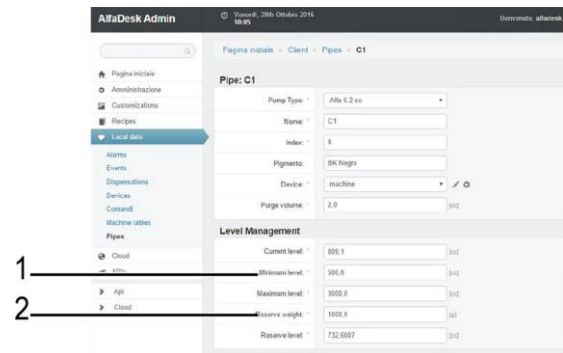 AlfaDesk Admin
Venerdì, 28th Ottobre 2016
10:05
Benvenuto, alfadesk
Pagina iniziale > Client > Pipes > C1
Pagina iniziale
Amministrazione
Customizations
Recipes
Local data
Alarms
Events
Dispensations
Devices
Comandi
Machine tables
Pipes
Cloud
Api
Cloud
Pipe: C1
Pump Type: * Alfa 0.2 cc
Name: * C1
Index: * 8
Pigmento: BK Negro
Device: * machine
Purge volume: * 2,0 [cc]
Level Management
Current level: * 809,1 [cc]
1
Minimum level: * 500,0 [cc]
Maximum level: * 3000,0 [cc]
2
Reserve weight: * 1000,0 [g]
Reserve level: * 732.6007 [cc]